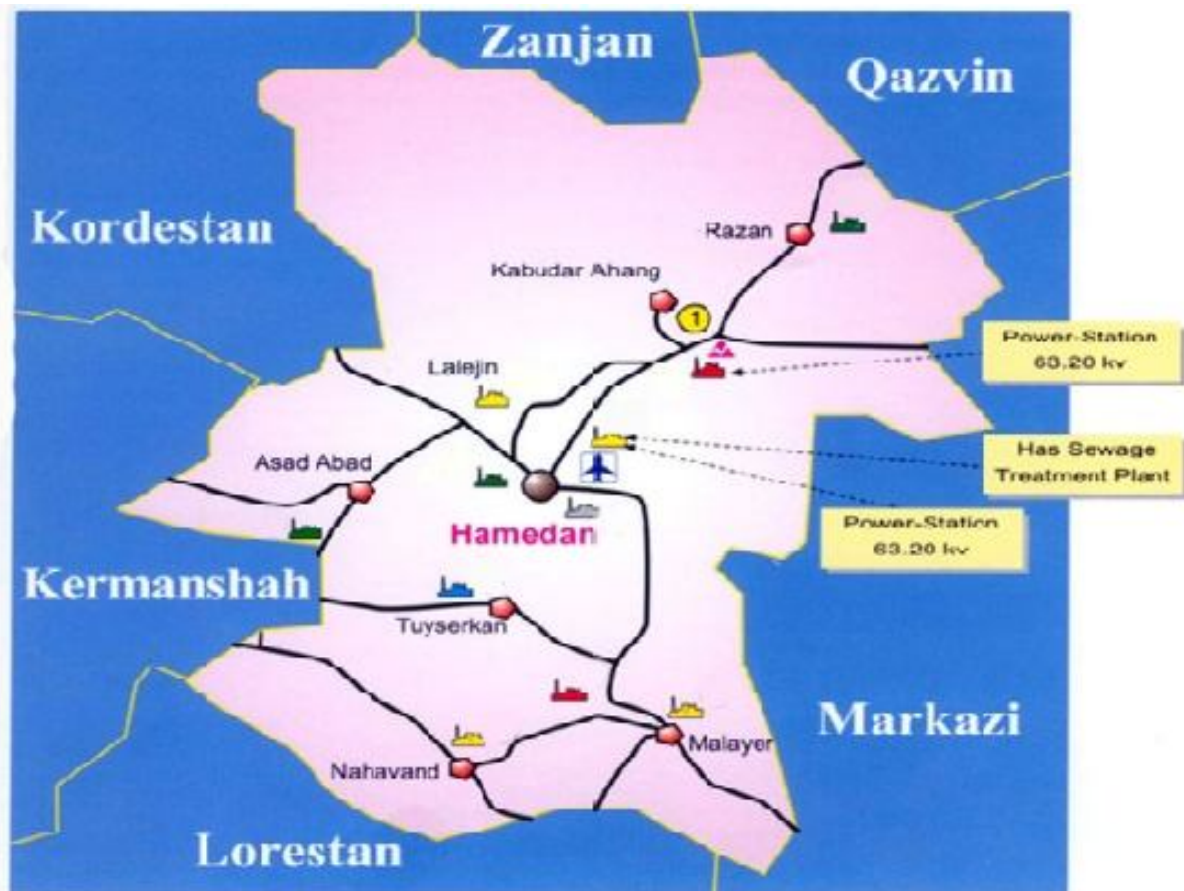 Zanjan
Qazvin
Kordestan
Razan
Kabudar Ahang
1
Power-Station
63.20 kv
Lalejin
Asad Abad
Has Sewage
Treatment Plant
Hamedan
Power-Station
63.20 kv
Kermanshah
Tuyserkan
Markazi
Malayer
Nahavand
Lorestan